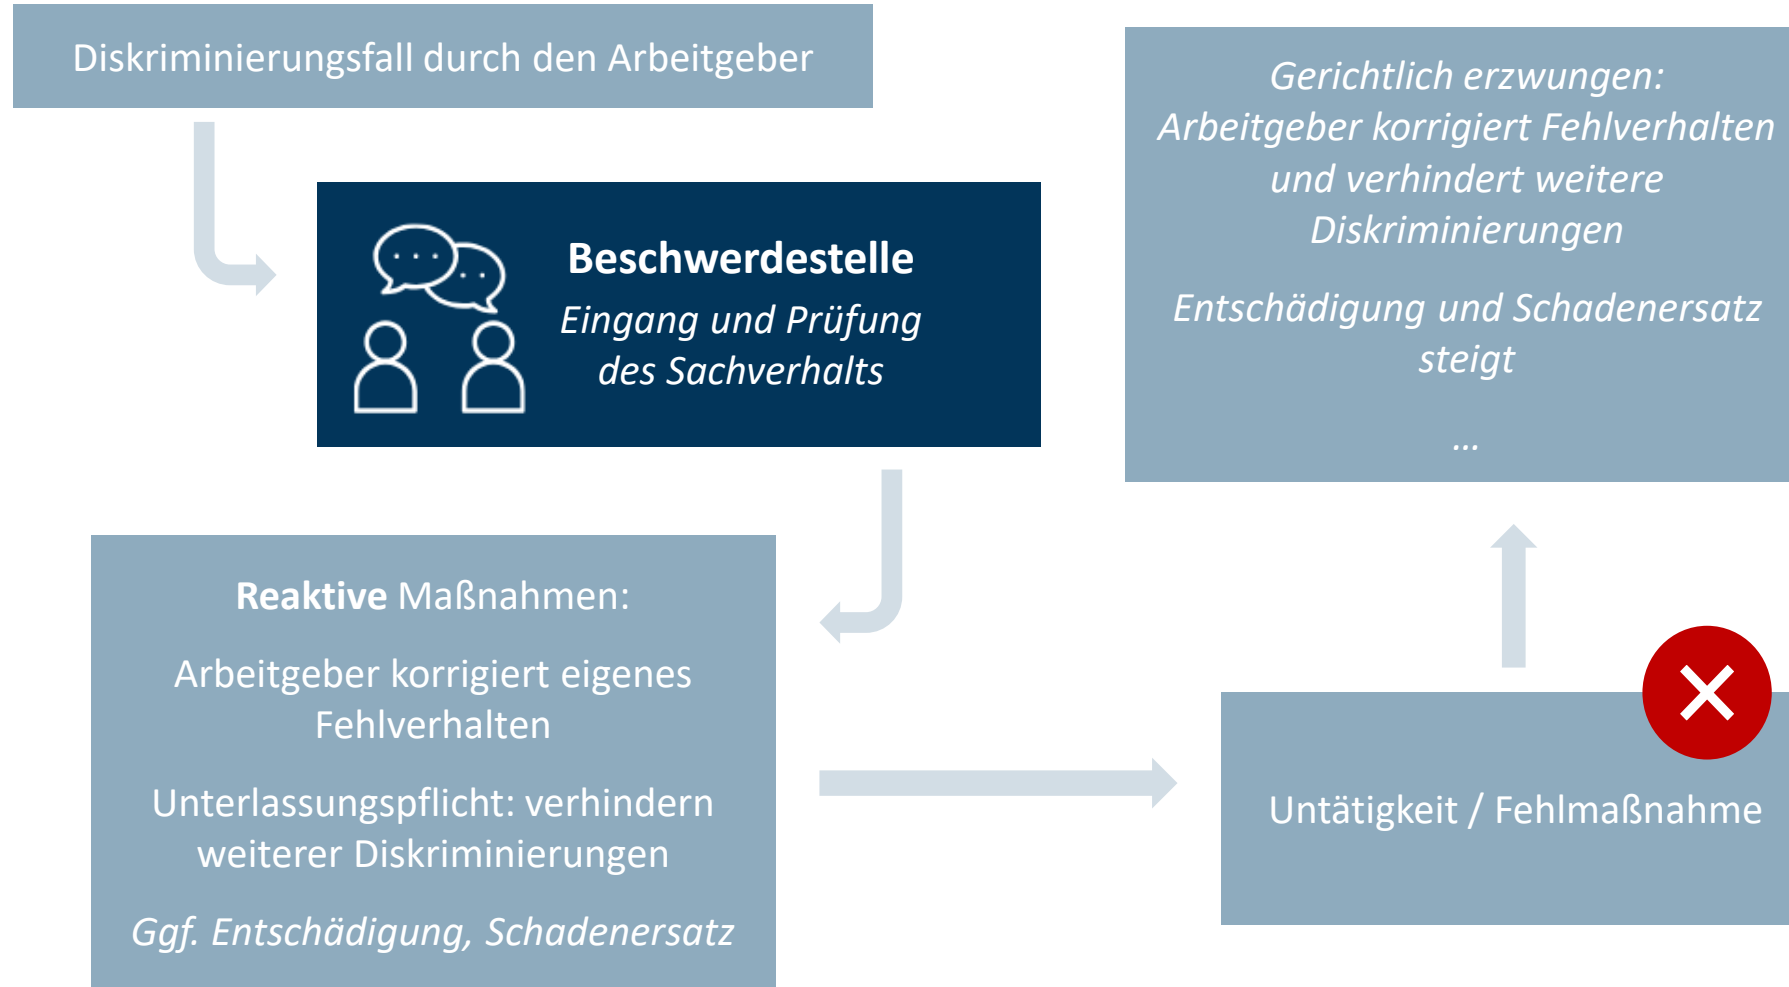 Diskriminierungsfall durch den Arbeitgeber
Beschwerdestelle
Eingang und Prüfung
des Sachverhalts
Reaktive Maßnahmen:
Arbeitgeber korrigiert eigenes
Fehlverhalten
Unterlassungspflicht: verhindern
weiterer Diskriminierungen
Ggf. Entschädigung, Schadenersatz
Untätigkeit / Fehlmaßnahme
Gerichtlich erzwungen:
Arbeitgeber korrigiert Fehlverhalten
und verhindert weitere
Diskriminierungen
Entschädigung und Schadenersatz
steigt
...